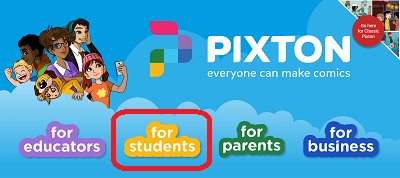 Go here
for Classic
Pixton
PIXTON
everyone can make comics
for
educators
for
students
for
parents
for
business